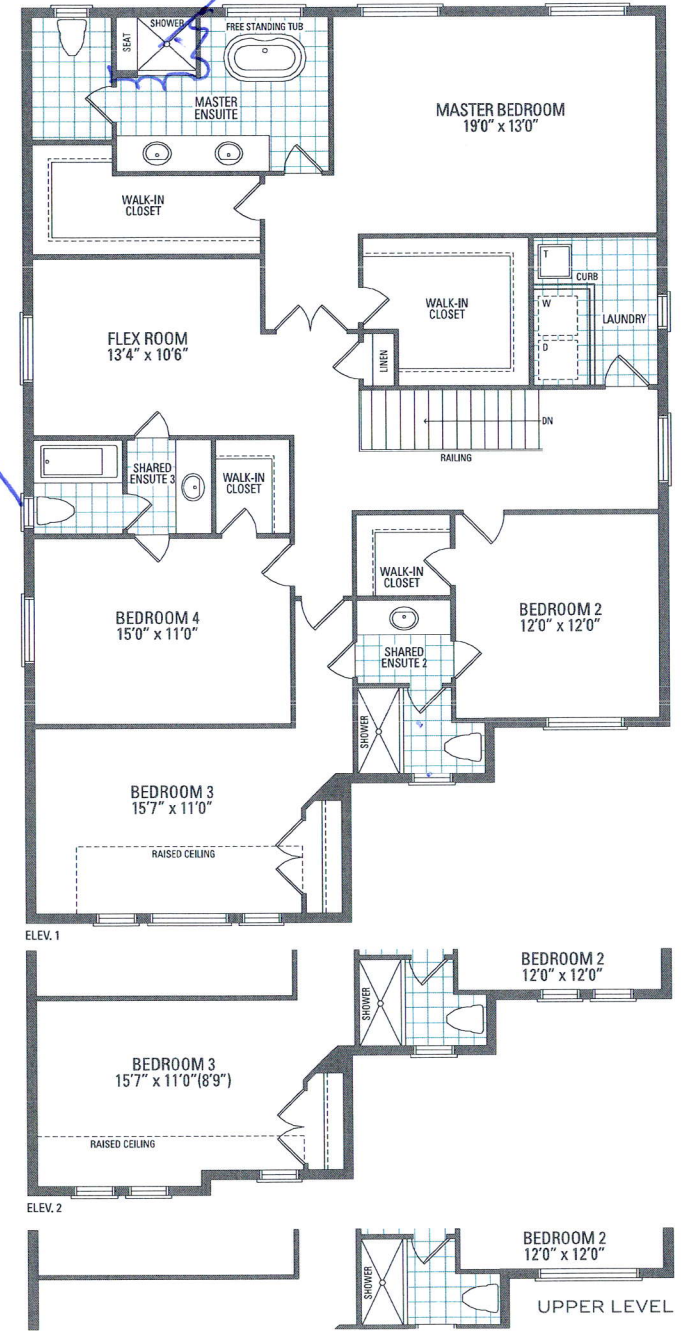 SHOWER
SEAT
FREE STANDING TUB
MASTER
ENSUITE
MASTER BEDROOM
19'0" x 13'0"
WALK-IN
CLOSET
T
CURB
W
LAUNDRY
D
WALK-IN
CLOSET
FLEX ROOM
13'4" x 10'6"
LINEN
DN
RAILING
SHARED
ENSUTE 3
WALK-IN
CLOSET
WALK-IN
CLOSET
BEDROOM 4
15'0" x 11'0"
BEDROOM 2
12'0" x 12'0"
SHARED
ENSUITE 2
SHOWER
BEDROOM 3
15'7" x 11'0"
RAISED CEILING
ELEV. 1
BEDROOM 2
12'0" x 12'0"
SHOWER
BEDROOM 3
15'7" x 11'0"(8'9")
RAISED CEILING
ELEV. 2
BEDROOM 2
12'0" x 12'0"
SHOWER
UPPER LEVEL